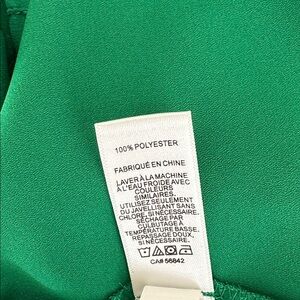 100% POLYESTER
FABRIQUÉ EN CHINE
LAVER À LA MACHINE
À L'EAU FROIDE AVEC
COULEURS
SIMILAIRES.
UTILISEZ SEULEMENT
DU JAVELLISANT SANS
CHLORE, SI NÉCESSAIRE.
SÉCHAGE PAR
CULBUTAGE À
TEMPÉRATURE BASSE.
REPASSAGE DOUX,
SI NÉCESSAIRE.
CA# 56842